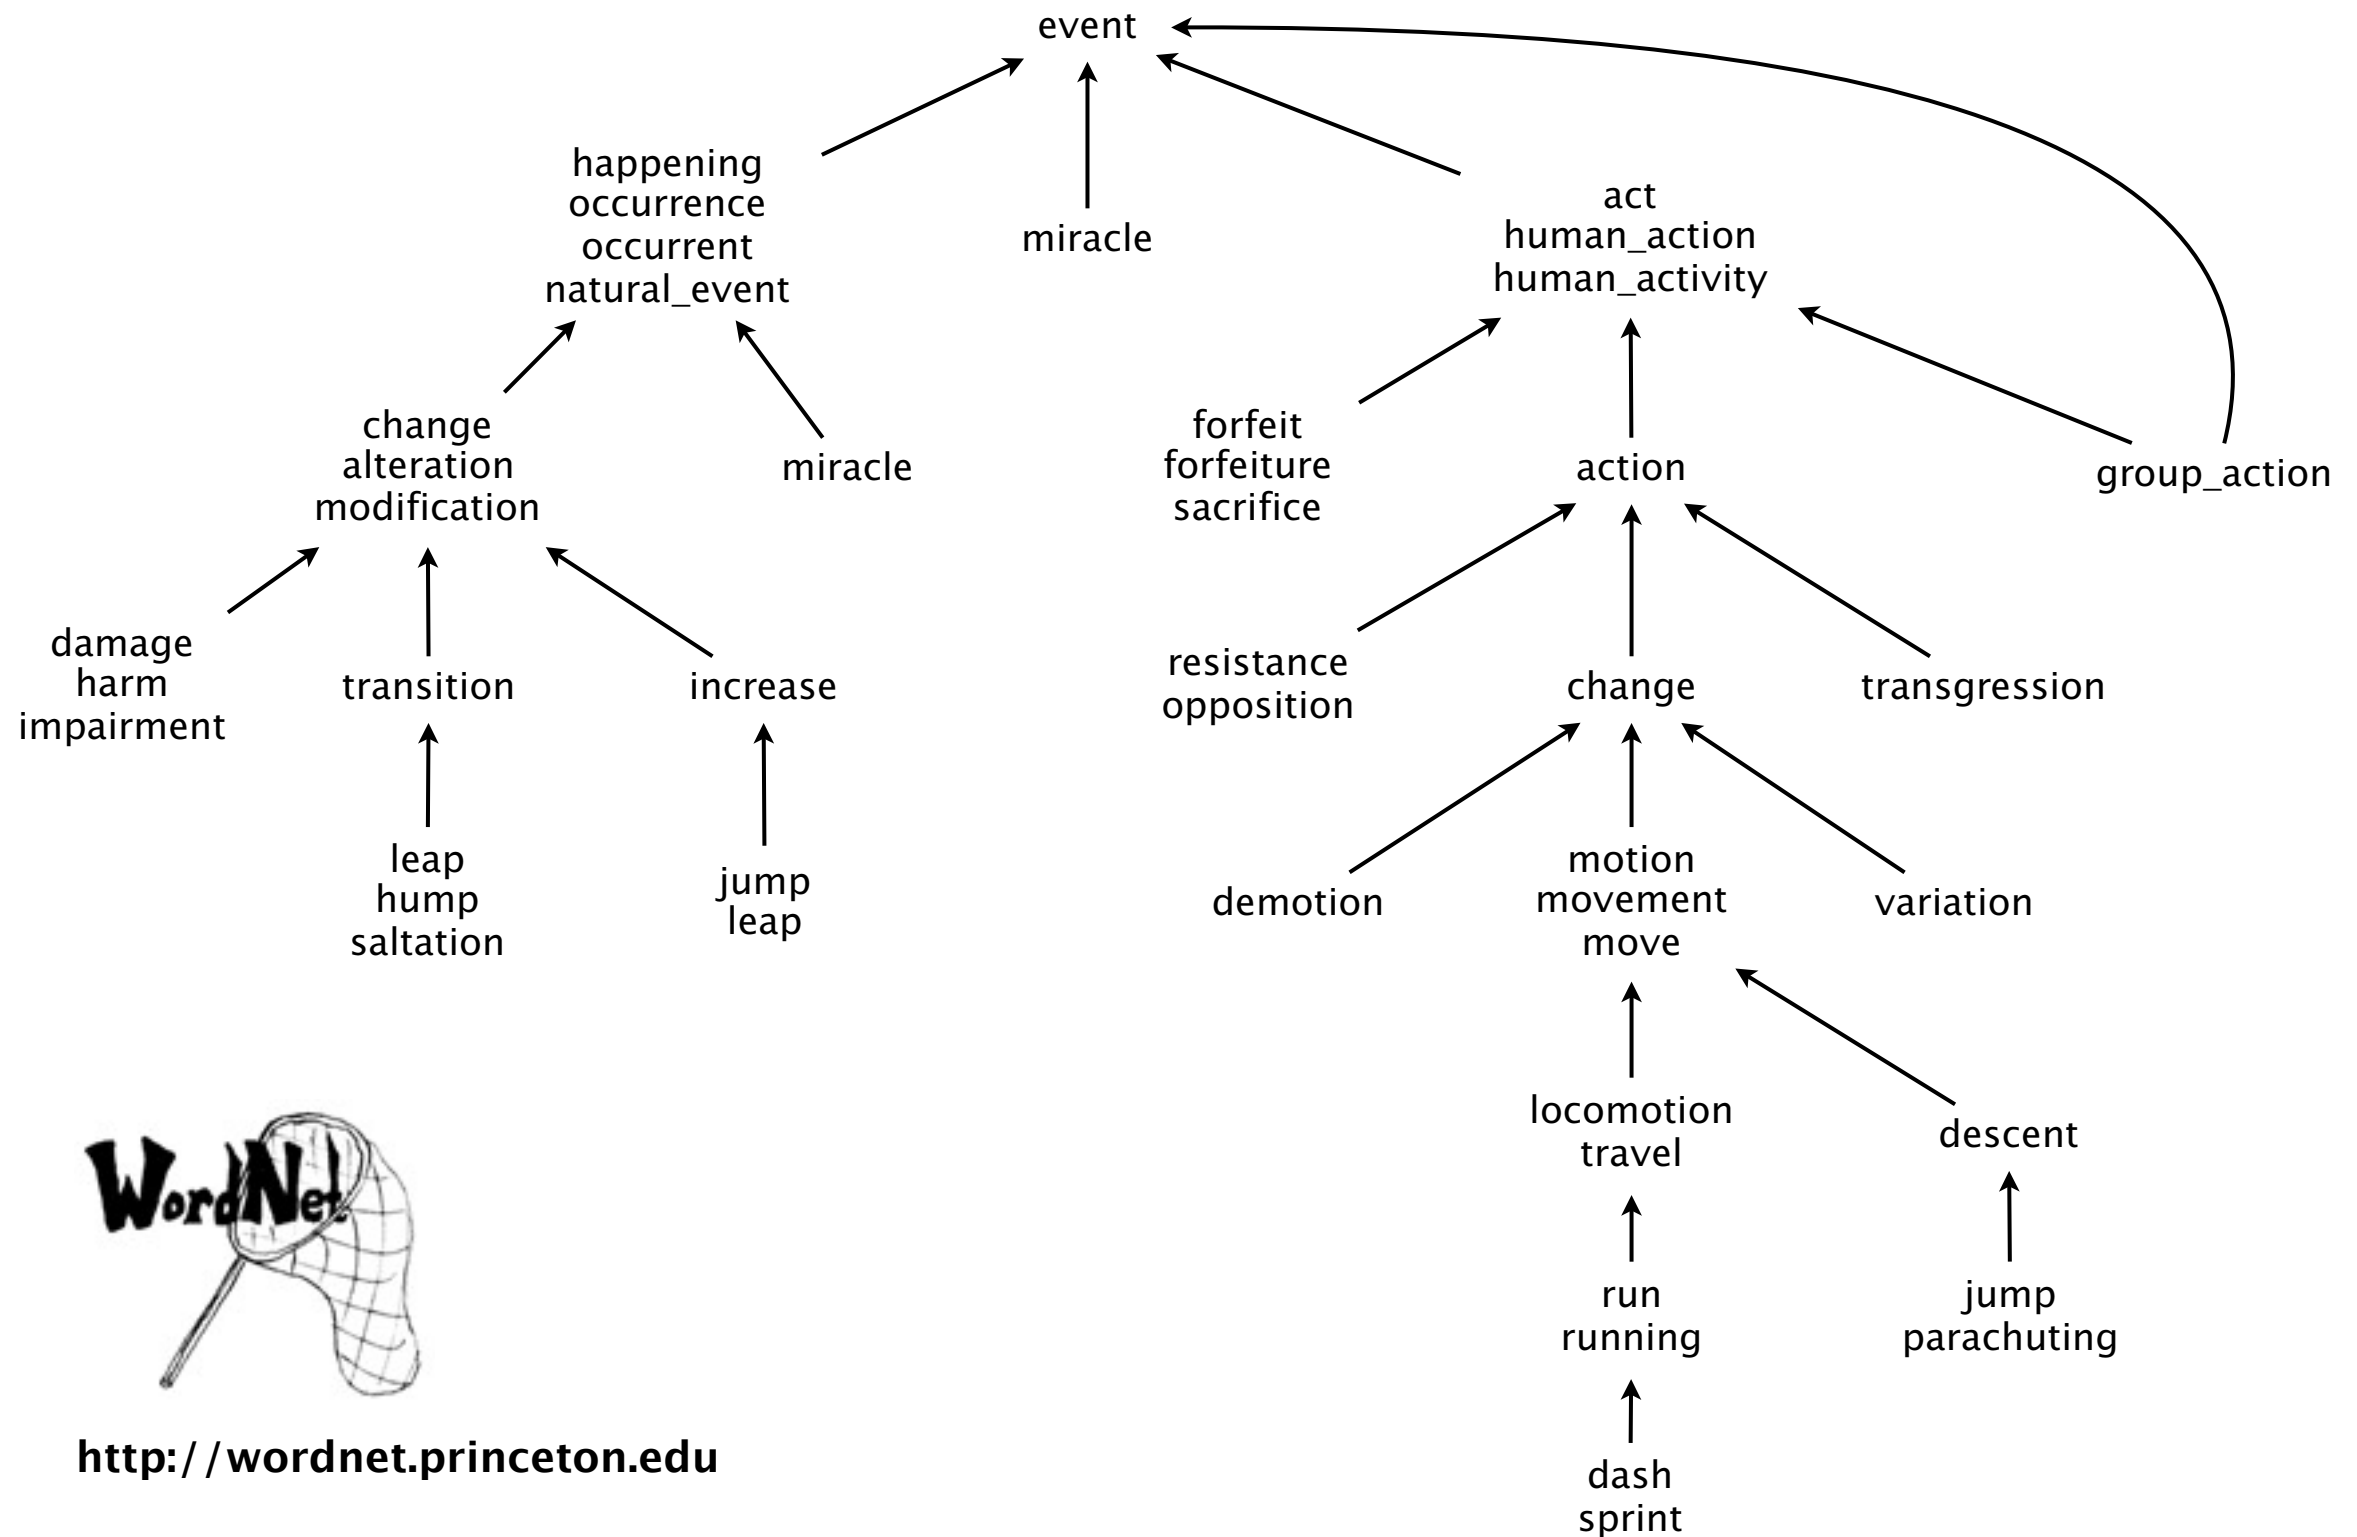 event
happening
occurrence
occurrent
natural_event
miracle
act
human_action
human_activity
change
alteration
modification
miracle
forfeit
forfeiture
sacrifice
action
group_action
damage
harm
impairment
transition
increase
resistance
opposition
change
transgression
leap
hump
saltation
jump
leap
demotion
motion
movement
move
variation
locomotion
travel
descent
run
running
jump
parachuting
dash
sprint
WordNet
http://wordnet.princeton.edu